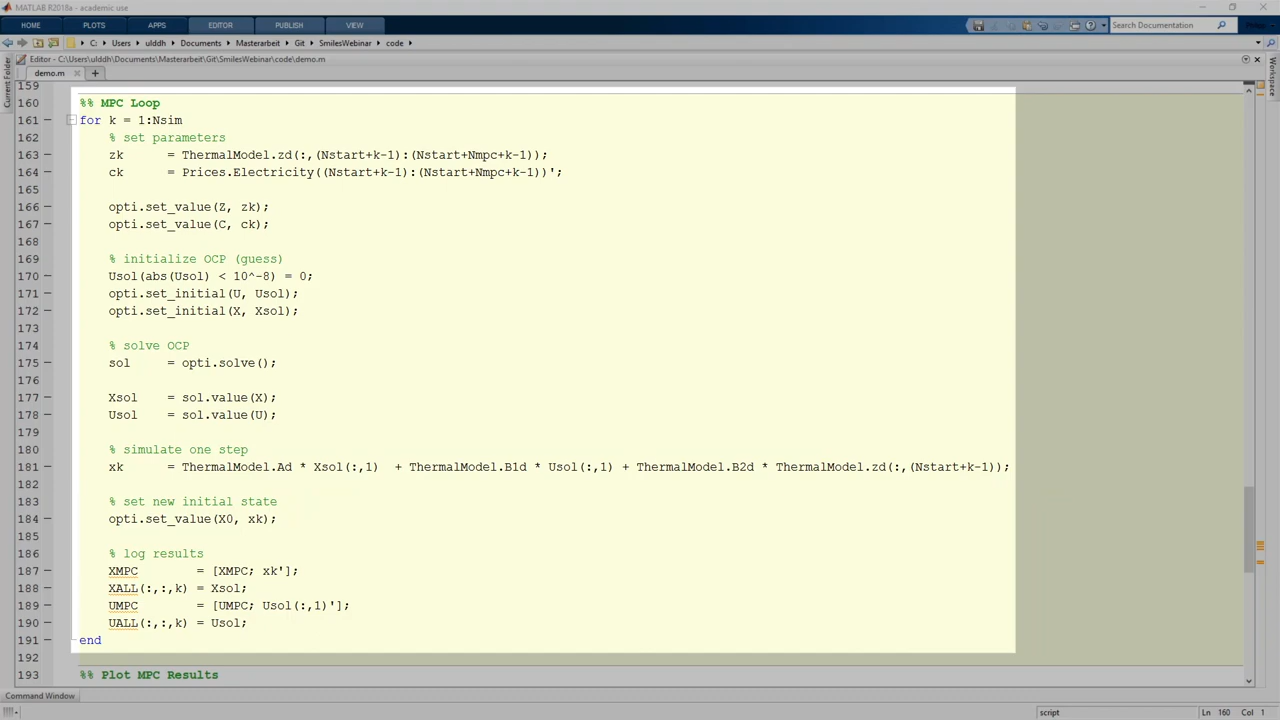 MATLAB R2018a - academic use
HOME PLOTS APPS EDITOR PUBLISH VIEW Search Documentation
C: Users ulddh Documents Masterarbeit Git SmilesWebinar code
Editor - C:\Users\ulddh\Documents\Masterarbeit\Git\SmilesWebinar\code\demo.m
demo.m
Current Folder
Workspace
159
160 %% MPC Loop
161 for k = 1:Nsim
162 % set parameters
163 zk = ThermalModel.zd(:,(Nstart+k-1):(Nstart+Nmpc+k-1));
164 ck = Prices.Electricity((Nstart+k-1):(Nstart+Nmpc+k-1))';
165
166 opti.set_value(Z, zk);
167 opti.set_value(C, ck);
168
169 % initialize OCP (guess)
170 Usol(abs(Usol) < 10^-8) = 0;
171 opti.set_initial(U, Usol);
172 opti.set_initial(X, Xsol);
173
174 % solve OCP
175 sol = opti.solve();
176
177 Xsol = sol.value(X);
178 Usol = sol.value(U);
179
180 % simulate one step
181 xk = ThermalModel.Ad * Xsol(:,1) + ThermalModel.B1d * Usol(:,1) + ThermalModel.B2d * ThermalModel.zd(:,(Nstart+k-1));
182
183 % set new initial state
184 opti.set_value(X0, xk);
185
186 % log results
187 XMPC = [XMPC; xk'];
188 XALL(:,:,k) = Xsol;
189 UMPC = [UMPC; Usol(:,1)'];
190 UALL(:,:,k) = Usol;
191 end
192
193 %% Plot MPC Results
Command Window
script Ln 160 Col 1